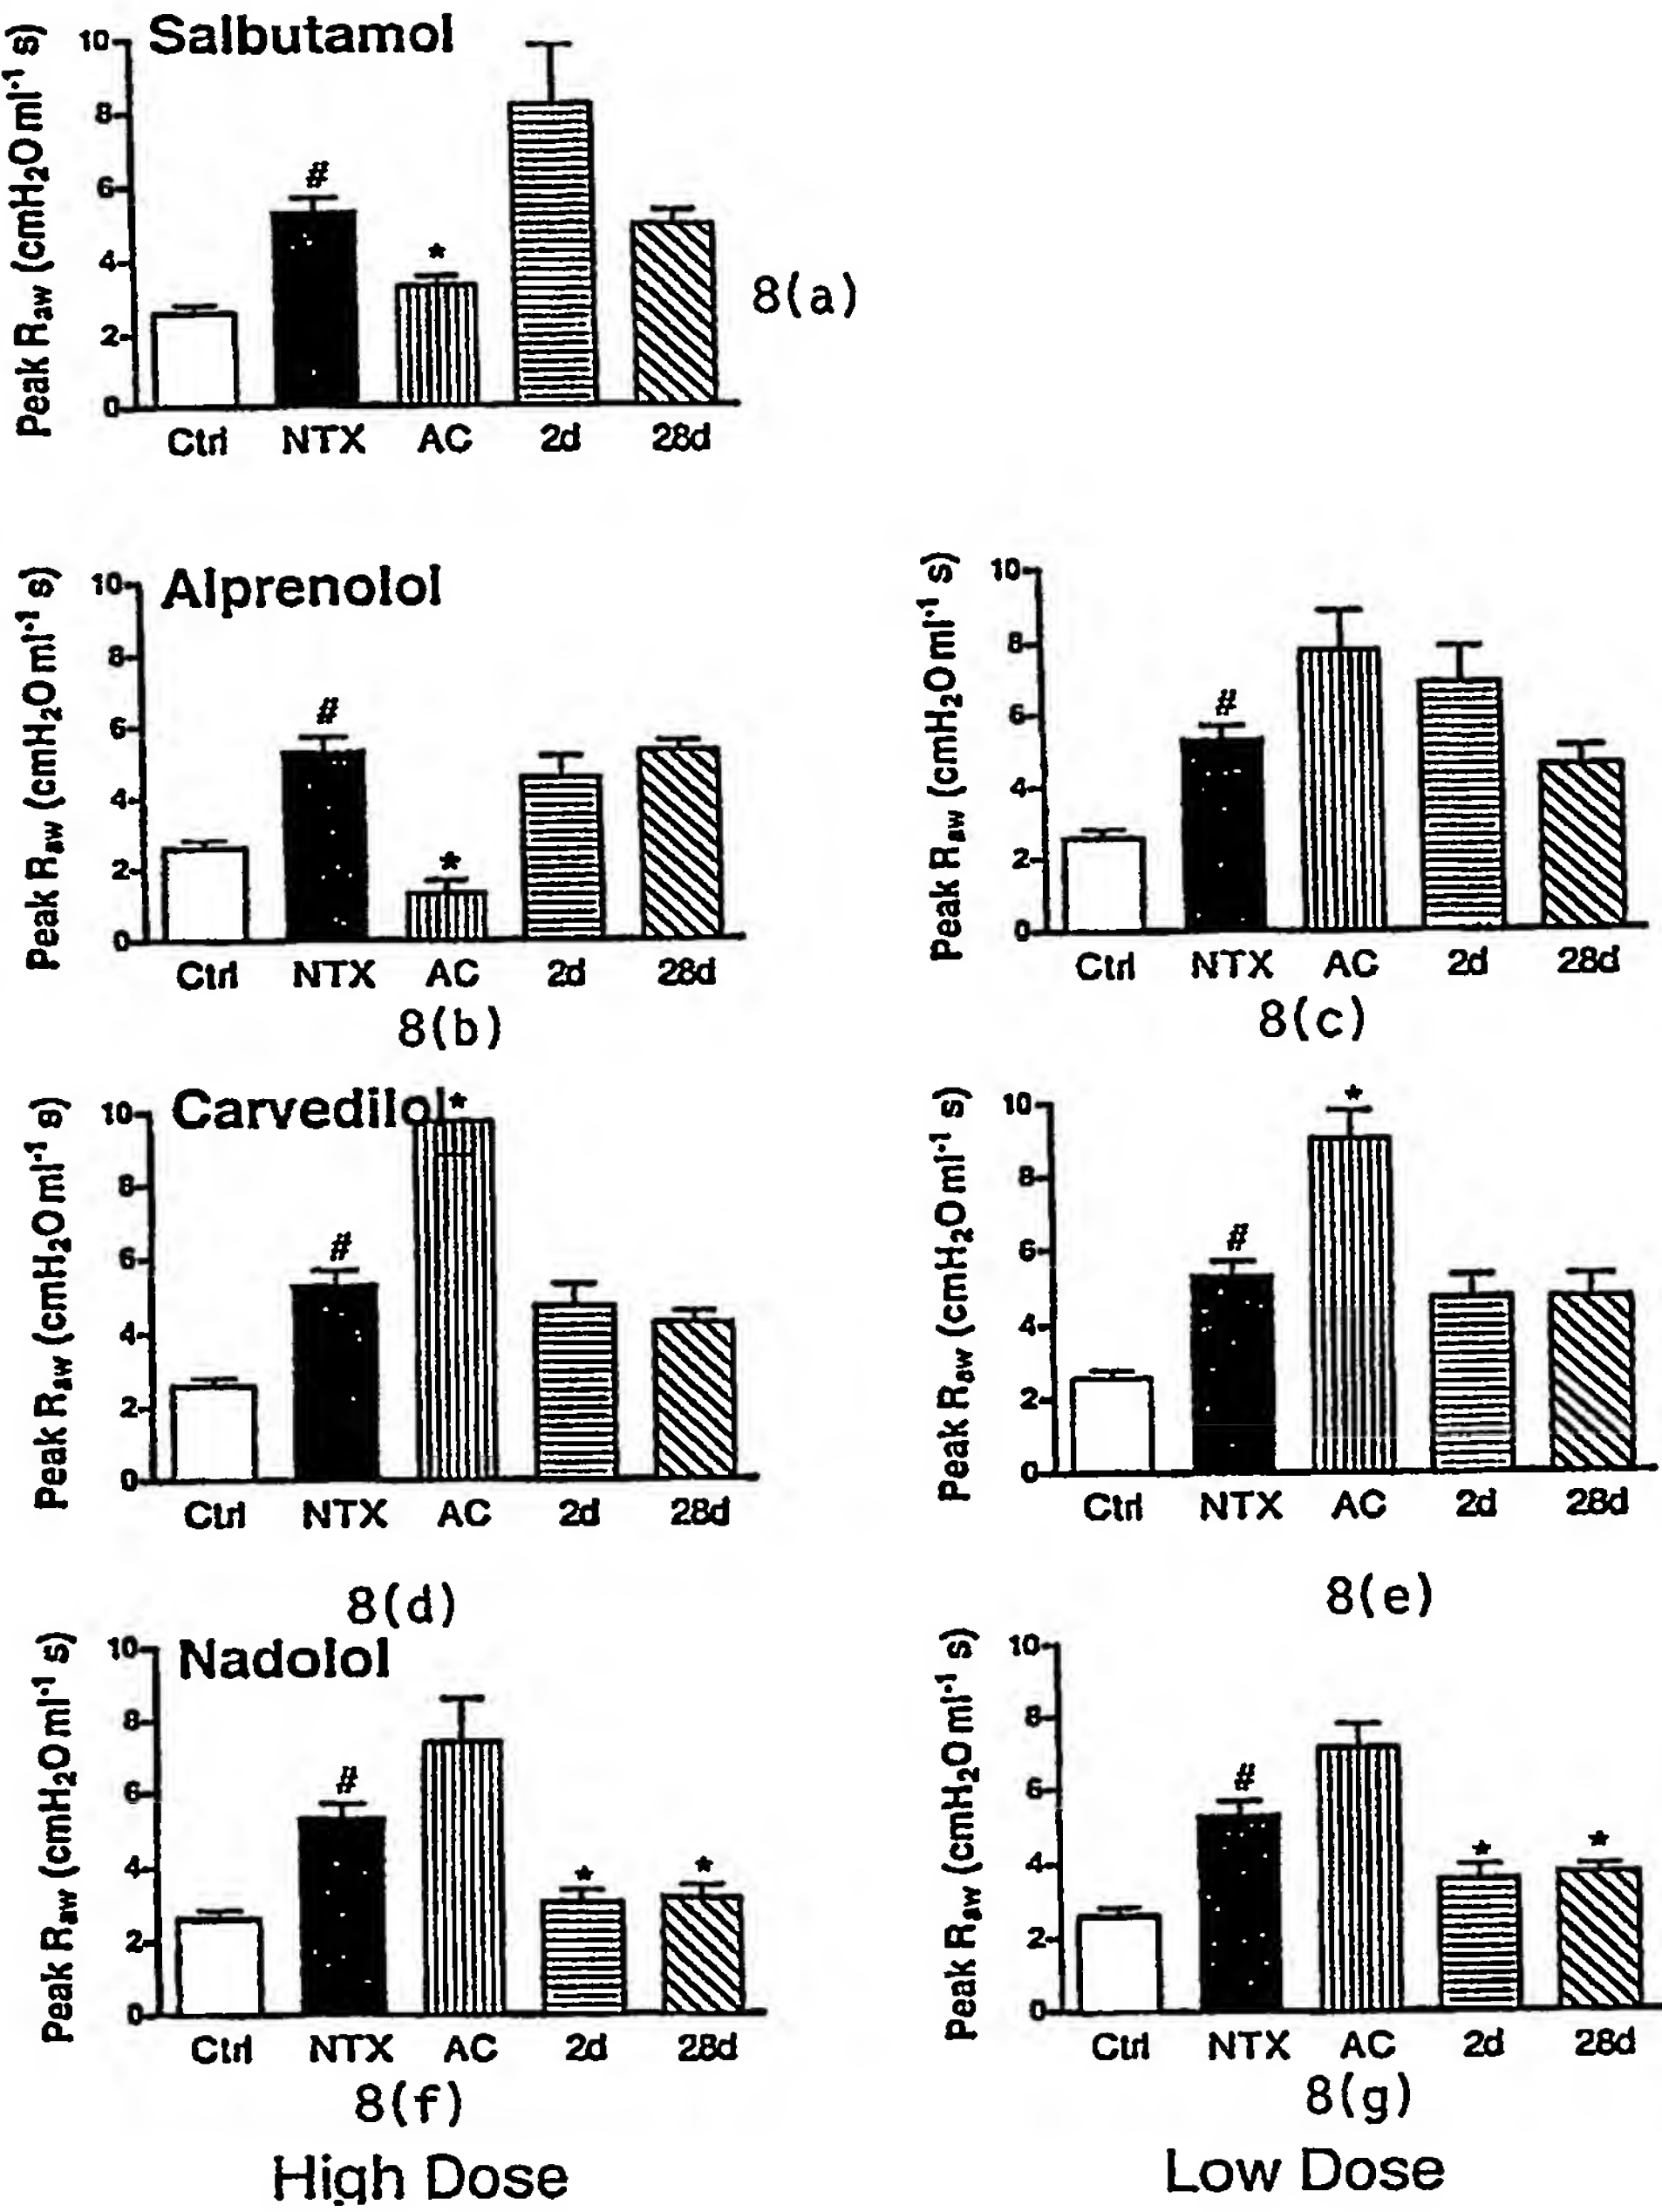 Salbutamol
Peak Raw (cmH2O ml-1 s)
10
8
6
4
2
0
#
*
Ctrl NTX AC 2d 28d
8(a)
Alprenolol
Peak Raw (cmH2O ml-1 s)
10
8
6
4
2
0
#
*
Ctrl NTX AC 2d 28d
8(b)
Peak Raw (cmH2O ml-1 s)
10
8
6
4
2
0
#
Ctrl NTX AC 2d 28d
8(c)
Carvedilol
Peak Raw (cmH2O ml-1 s)
10
8
6
4
2
0
#
*
Ctrl NTX AC 2d 28d
8(d)
Peak Raw (cmH2O ml-1 s)
10
8
6
4
2
0
#
*
Ctrl NTX AC 2d 28d
8(e)
Nadolol
Peak Raw (cmH2O ml-1 s)
10
8
6
4
2
0
#
*
*
Ctrl NTX AC 2d 28d
8(f)
High Dose
Peak Raw (cmH2O ml-1 s)
10
8
6
4
2
0
#
*
*
Ctrl NTX AC 2d 28d
8(g)
Low Dose